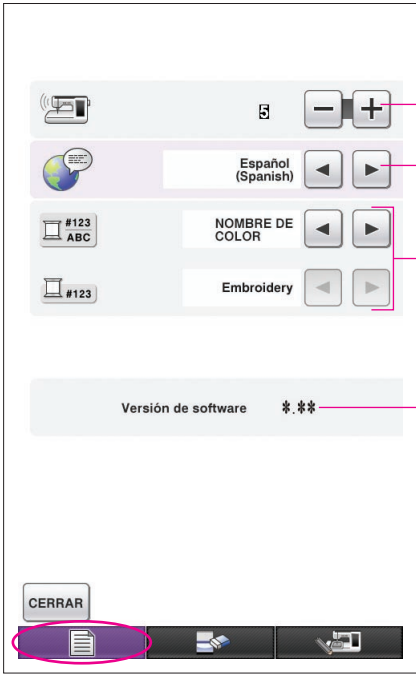 5
− +
Español
(Spanish)
#123
ABC
NOMBRE DE
COLOR
#123
Embroidery
Versión de software *.**
CERRAR